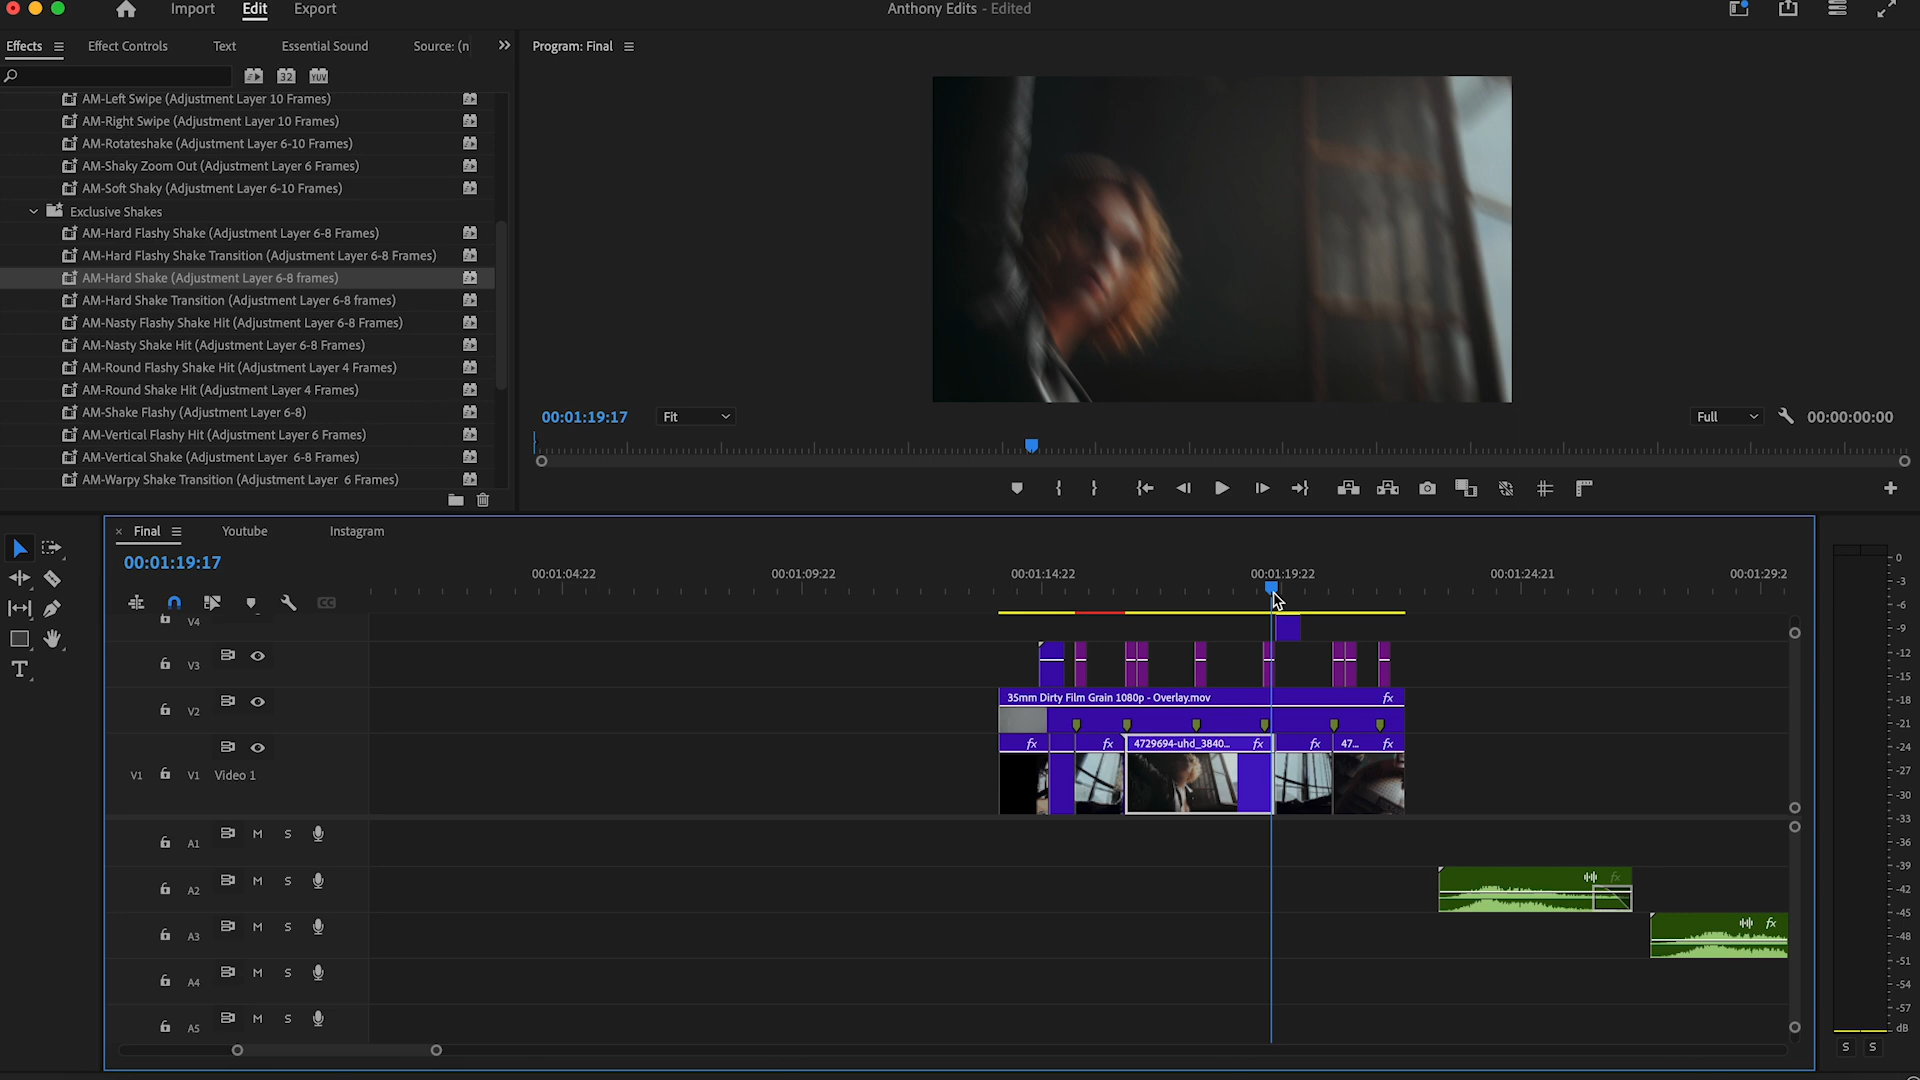 Import Edit Export
Anthony Edits - Edited
Effects Effect Controls Text Essential Sound Source: (n
Program: Final
32 YUV
AM-Left Swipe (Adjustment Layer 10 Frames)
AM-Right Swipe (Adjustment Layer 10 Frames)
AM-Rotateshake (Adjustment Layer 6-10 Frames)
AM-Shaky Zoom Out (Adjustment Layer 6 Frames)
AM-Soft Shaky (Adjustment Layer 6-10 Frames)
Exclusive Shakes
AM-Hard Flashy Shake (Adjustment Layer 6-8 Frames)
AM-Hard Flashy Shake Transition (Adjustment Layer 6-8 Frames)
AM-Hard Shake (Adjustment Layer 6-8 frames)
AM-Hard Shake Transition (Adjustment Layer 6-8 frames)
AM-Nasty Flashy Shake Hit (Adjustment Layer 6-8 Frames)
AM-Nasty Shake Hit (Adjustment Layer 6-8 Frames)
AM-Round Flashy Shake Hit (Adjustment Layer 4 Frames)
AM-Round Shake Hit (Adjustment Layer 4 Frames)
AM-Shake Flashy (Adjustment Layer 6-8)
AM-Vertical Flashy Hit (Adjustment Layer 6 Frames)
AM-Vertical Shake (Adjustment Layer 6-8 Frames)
AM-Warpy Shake Transition (Adjustment Layer 6 Frames)
00:01:19:17 Fit Full 00:00:00:00
Final Youtube Instagram
00:01:19:17
00:01:04:22 00:01:09:22 00:01:14:22 00:01:19:22 00:01:24:21 00:01:29:2
CC
V4
V3
V2
35mm Dirty Film Grain 1080p - Overlay.mov fx
fx fx 4729694-uhd_3840... fx fx 47... fx
V1 V1 Video 1
A1 M S
A2 M S
fx
A3 M S
fx
A4 M S
A5 M S
T
0
-3
-6
-9
-12
-15
-18
-21
-24
-27
-30
-33
-36
-39
-42
-45
-48
-51
-54
-57
dB
S S